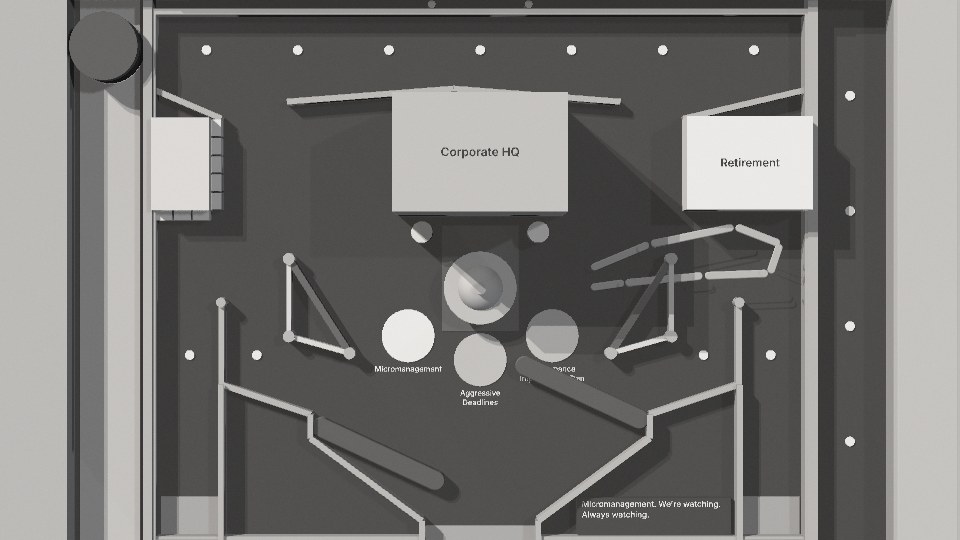 Corporate HQ
Retirement
Micromanagement
Aggressive
Deadlines
Micromanagement. We're watching.
Always watching.